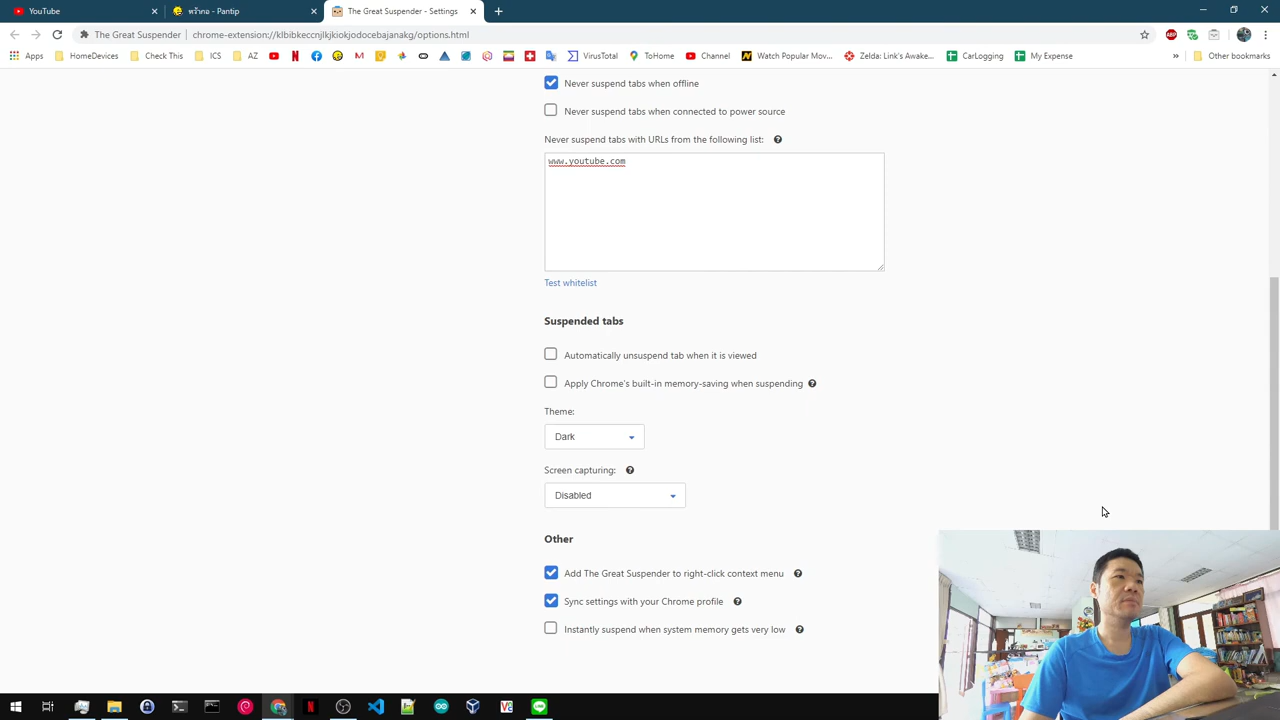 YouTube
หน้าแรก - Pantip
The Great Suspender - Settings
The Great Suspender
chrome-extension://klbibkeccnjlkjkiokjodocebajanakg/options.html
Apps
HomeDevices
Check This
ICS
AZ
VirusTotal
ToHome
Channel
Watch Popular Mov...
Zelda: Link's Awake...
CarLogging
My Expense
»
Other bookmarks
Never suspend tabs when offline
Never suspend tabs when connected to power source
Never suspend tabs with URLs from the following list:
www.youtube.com
Test whitelist
Suspended tabs
Automatically unsuspend tab when it is viewed
Apply Chrome's built-in memory-saving when suspending
Theme:
Dark
Screen capturing:
Disabled
Other
Add The Great Suspender to right-click context menu
Sync settings with your Chrome profile
Instantly suspend when system memory gets very low